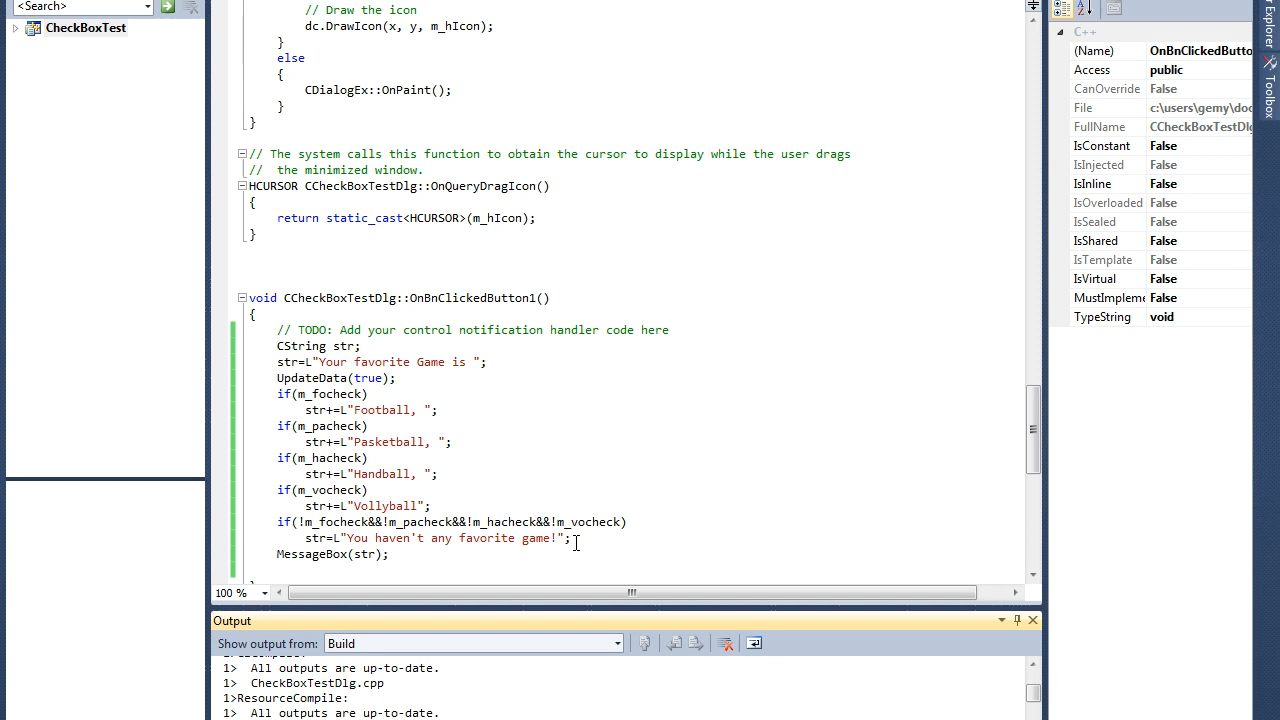 <Search>
CheckBoxTest
// Draw the icon
dc.DrawIcon(x, y, m_hIcon);
}
else
{
CDialogEx::OnPaint();
}
}
// The system calls this function to obtain the cursor to display while the user drags
//  the minimized window.
HCURSOR CCheckBoxTestDlg::OnQueryDragIcon()
{
return static_cast<HCURSOR>(m_hIcon);
}
void CCheckBoxTestDlg::OnBnClickedButton1()
{
// TODO: Add your control notification handler code here
CString str;
str=L"Your favorite Game is ";
UpdateData(true);
if(m_focheck)
str+=L"Football, ";
if(m_pacheck)
str+=L"Pasketball, ";
if(m_hacheck)
str+=L"Handball, ";
if(m_vocheck)
str+=L"Vollyball";
if(!m_focheck&&!m_pacheck&&!m_hacheck&&!m_vocheck)
str=L"You haven't any favorite game!";
MessageBox(str);
100 %
Output
Show output from: Build
1>  All outputs are up-to-date.
1>  CheckBoxTestDlg.cpp
1>ResourceCompile:
1>  All outputs are up-to-date.
C++
(Name) OnBnClickedButto
Access public
CanOverride False
File c:\users\gemy\doc
FullName CCheckBoxTestDlg
IsConstant False
IsInjected False
IsInline False
IsOverloaded False
IsSealed False
IsShared False
IsTemplate False
IsVirtual False
MustImpleme False
TypeString void
Explorer
Toolbox